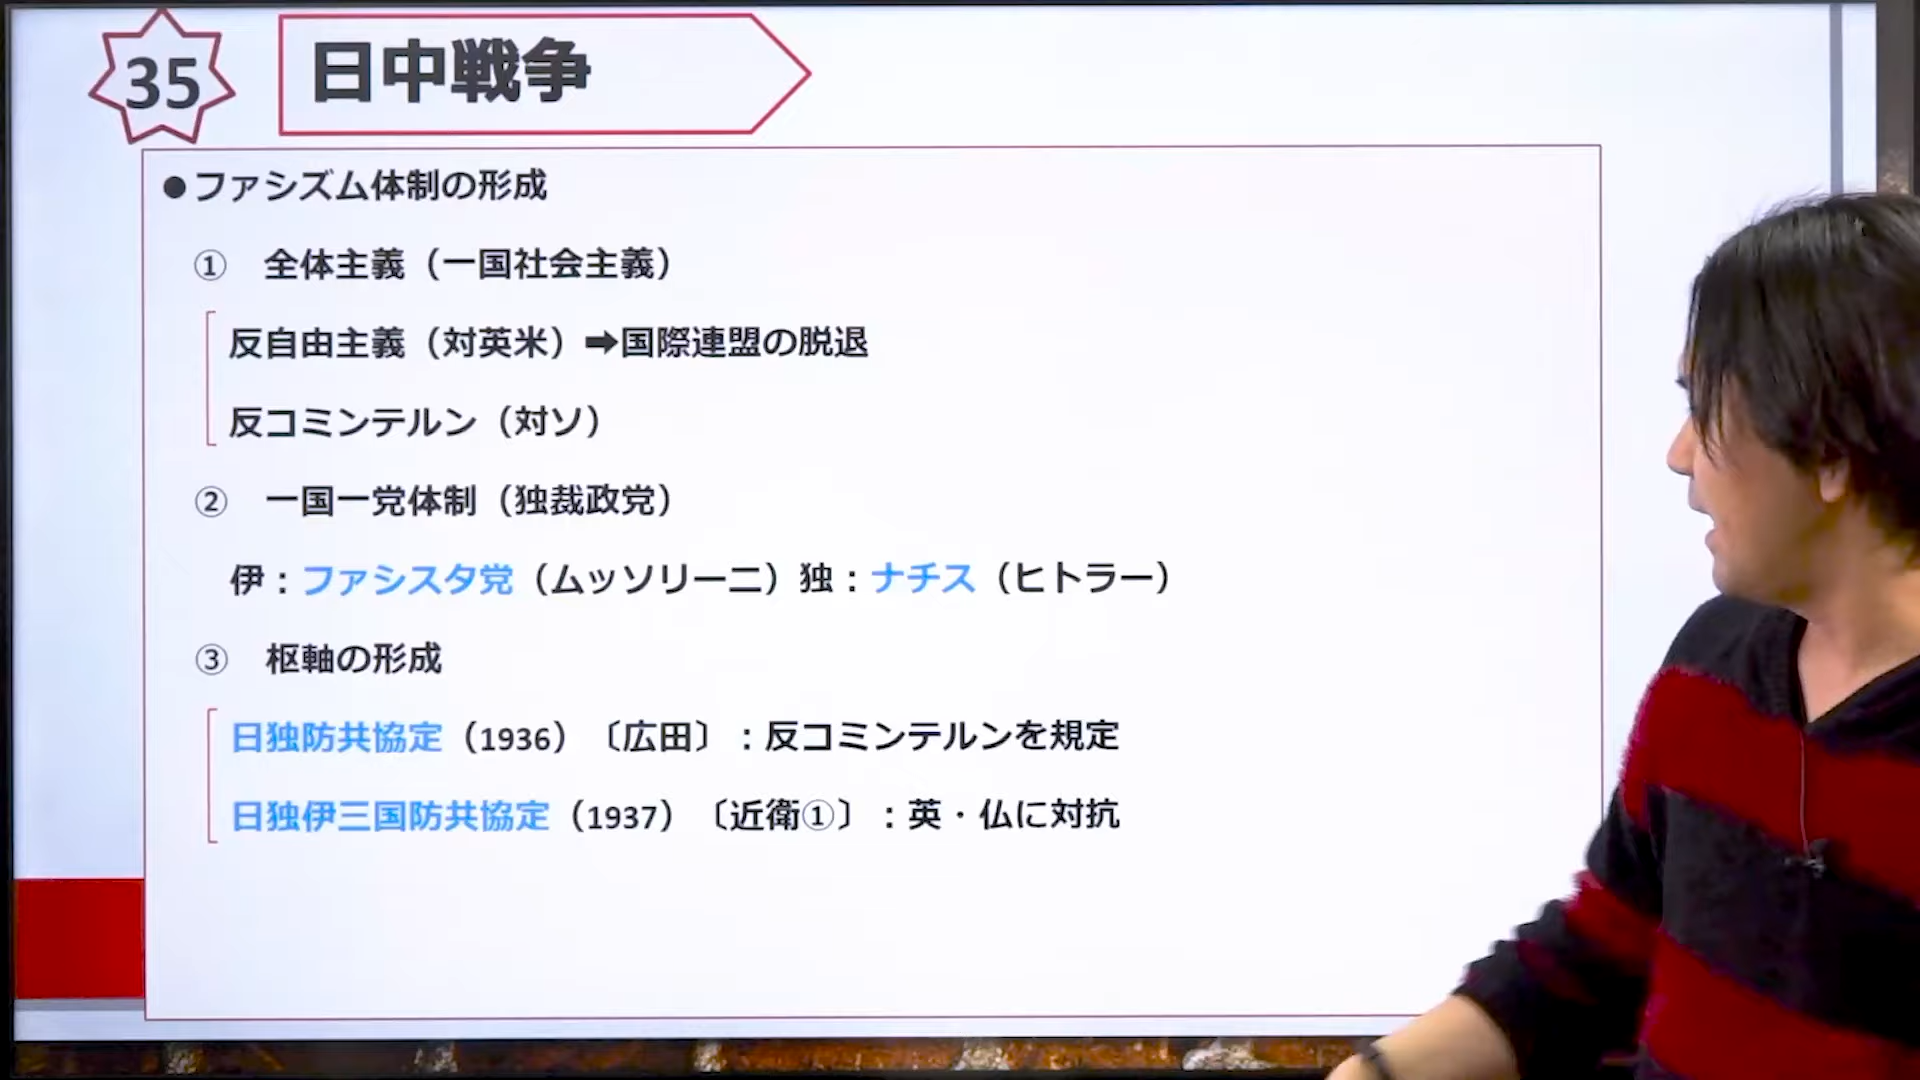 35
日中戦争
●ファシズム体制の形成
① 全体主義（一国社会主義）
反自由主義（対英米）➡国際連盟の脱退
反コミンテルン（対ソ）
② 一国一党体制（独裁政党）
伊：ファシスタ党（ムッソリーニ）独：ナチス（ヒトラー）
③ 枢軸の形成
日独防共協定（1936）〔広田〕：反コミンテルンを規定
日独伊三国防共協定（1937）〔近衛①〕：英・仏に対抗